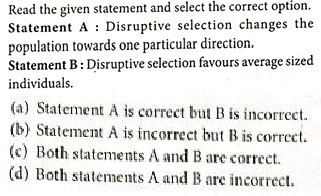 Read the given statement and select the correct option.
Statement A : Disruptive selection changes the
population towards one particular direction.
Statement B : Disruptive selection favours average sized
individuals.
(a) Statement A is correct but B is incorrect.
(b) Statement A is incorrect but B is correct.
(c) Both statements A and B are correct.
(d) Both statements A and B are incorrect.